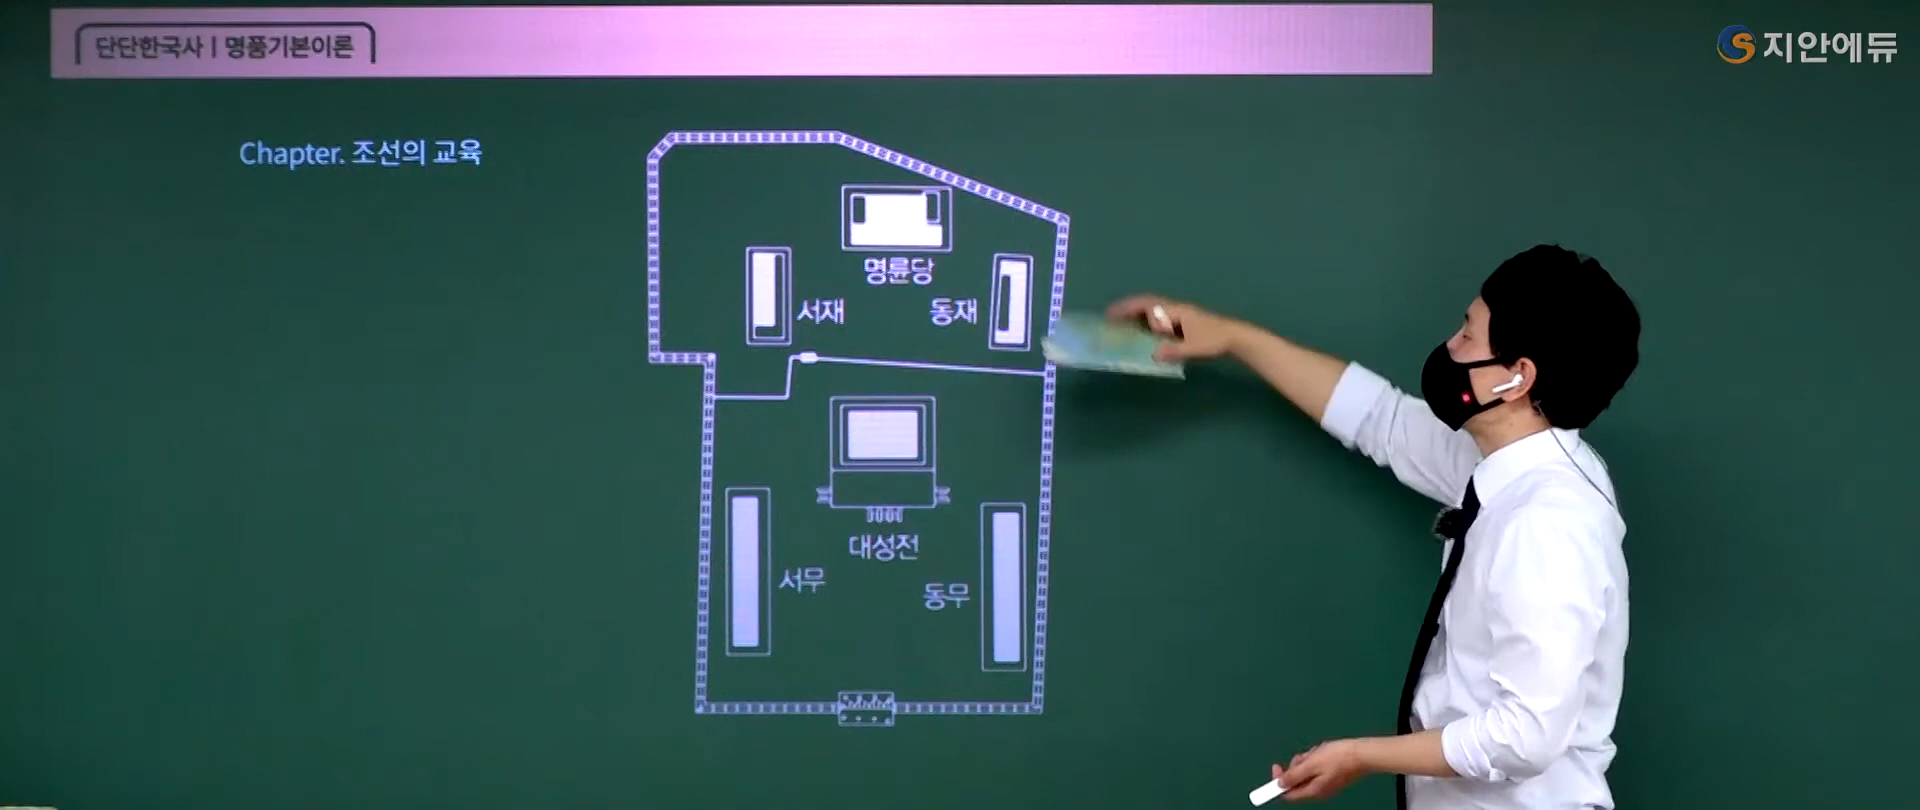 단단한국사 | 명품기본이론
지안에듀
Chapter. 조선의 교육
명륜당
서재
동재
대성전
서무
동무